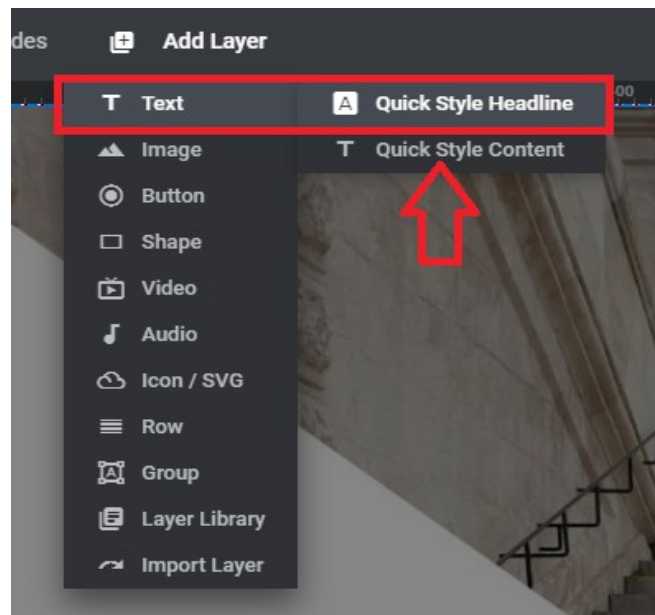 des Add Layer
00
Text Quick Style Headline
Image Quick Style Content
Button
Shape
Video
Audio
Icon / SVG
Row
Group
Layer Library
Import Layer